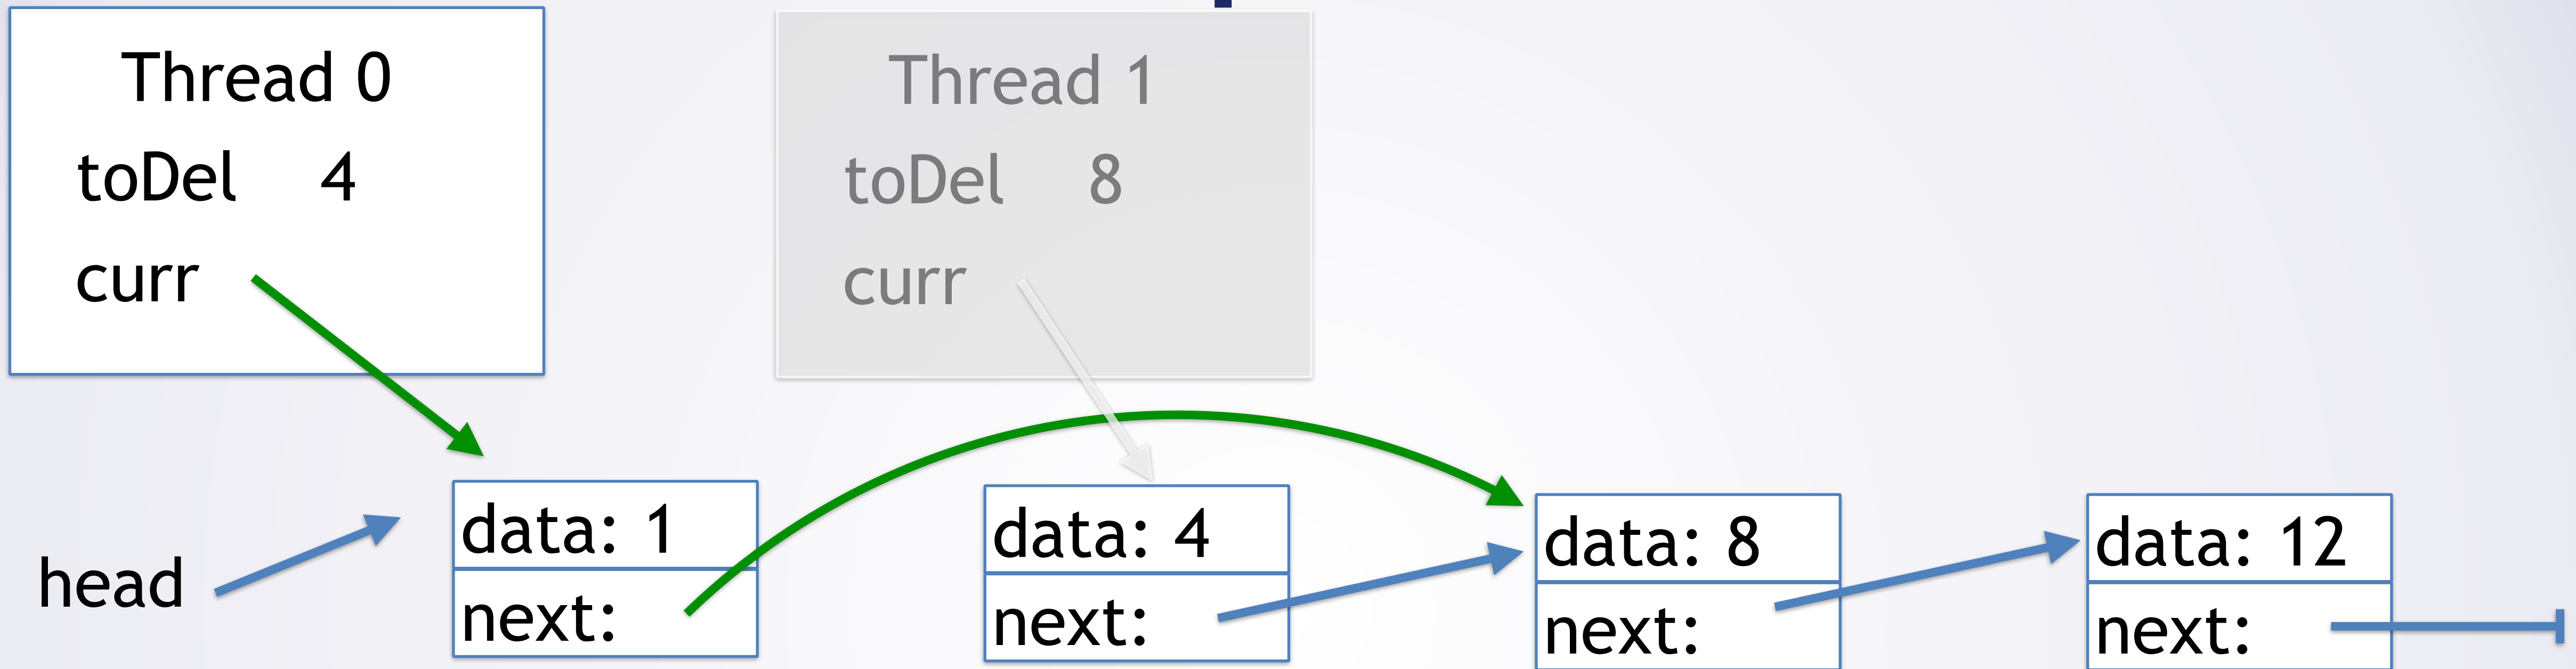 Thread 0
toDel 4
curr
Thread 1
toDel 8
curr
head
data: 1
next:
data: 4
next:
data: 8
next:
data: 12
next: